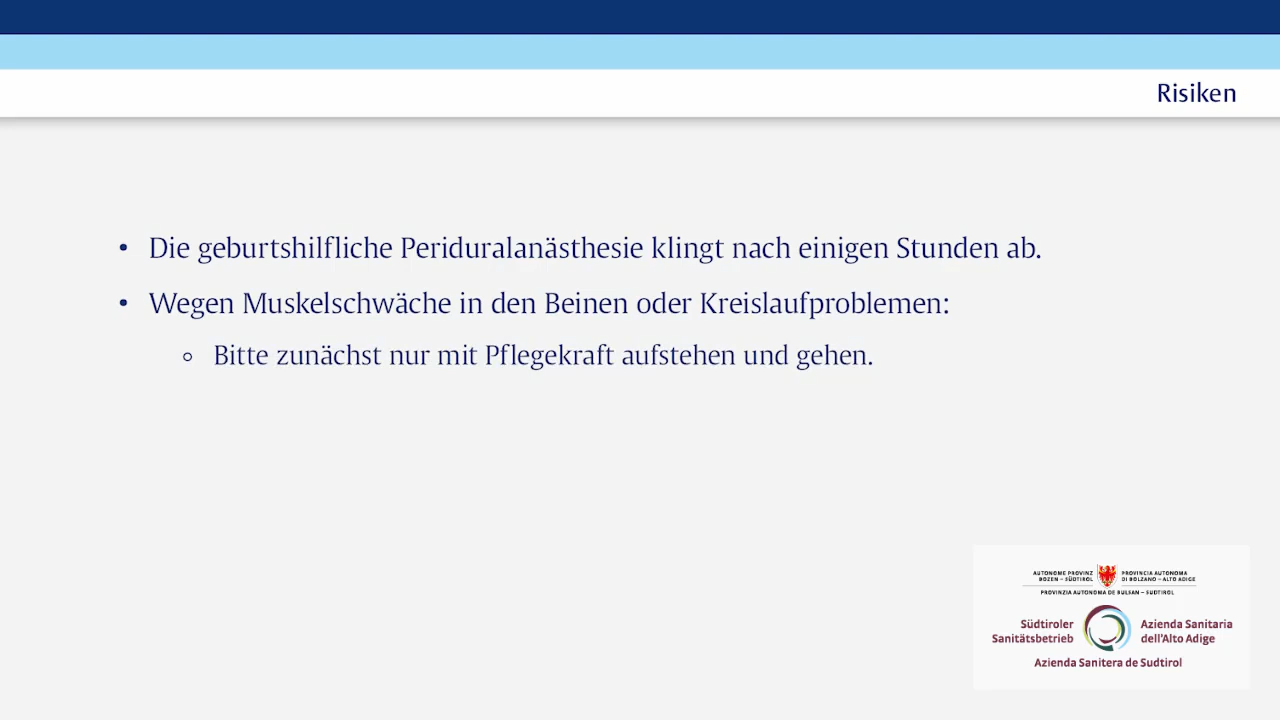 Risiken
• Die geburtshilfliche Periduralanästhesie klingt nach einigen Stunden ab.
• Wegen Muskelschwäche in den Beinen oder Kreislaufproblemen:
◦ Bitte zunächst nur mit Pflegekraft aufstehen und gehen.
AUTONOME PROVINZ BOZEN – SÜDTIROL
PROVINCIA AUTONOMA DI BOLZANO – ALTO ADIGE
PROVINZIA AUTONOMA DE BULSAN – SÜDTIROL
Südtiroler Sanitätsbetrieb
Azienda Sanitaria dell'Alto Adige
Azienda Sanitera de Sudtirol